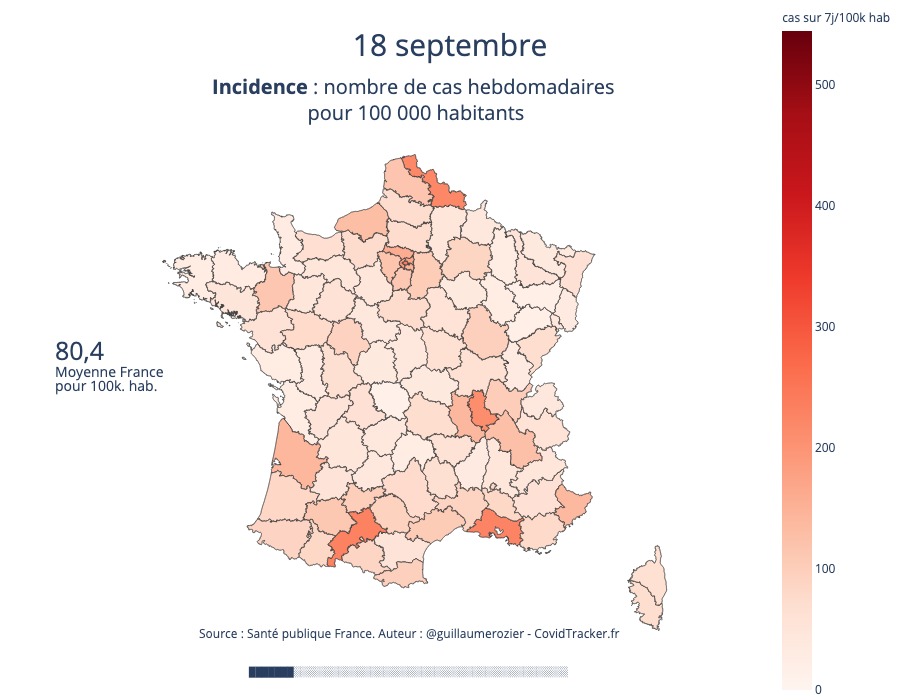 cas sur 7j/100k hab
18 septembre
Incidence : nombre de cas hebdomadaires
pour 100 000 habitants
500
400
300
200
100
0
80,4
Moyenne France
pour 100k. hab.
Source : Santé publique France. Auteur : @guillaumerozier - CovidTracker.fr